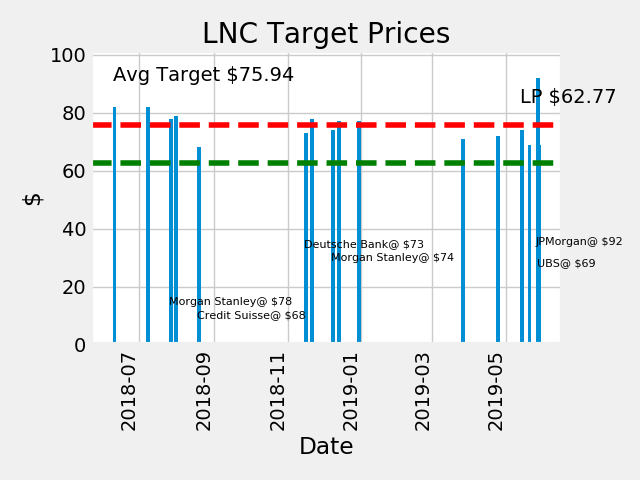 LNC Target Prices
100
Avg Target $75.94
LP $62.77
80
60
$
40
JPMorgan@ $92
Deutsche Bank@ $73
Morgan Stanley@ $74
UBS@ $69
20
Morgan Stanley@ $78
Credit Suisse@ $68
0
2018-07
2018-09
2018-11
2019-01
2019-03
2019-05
Date